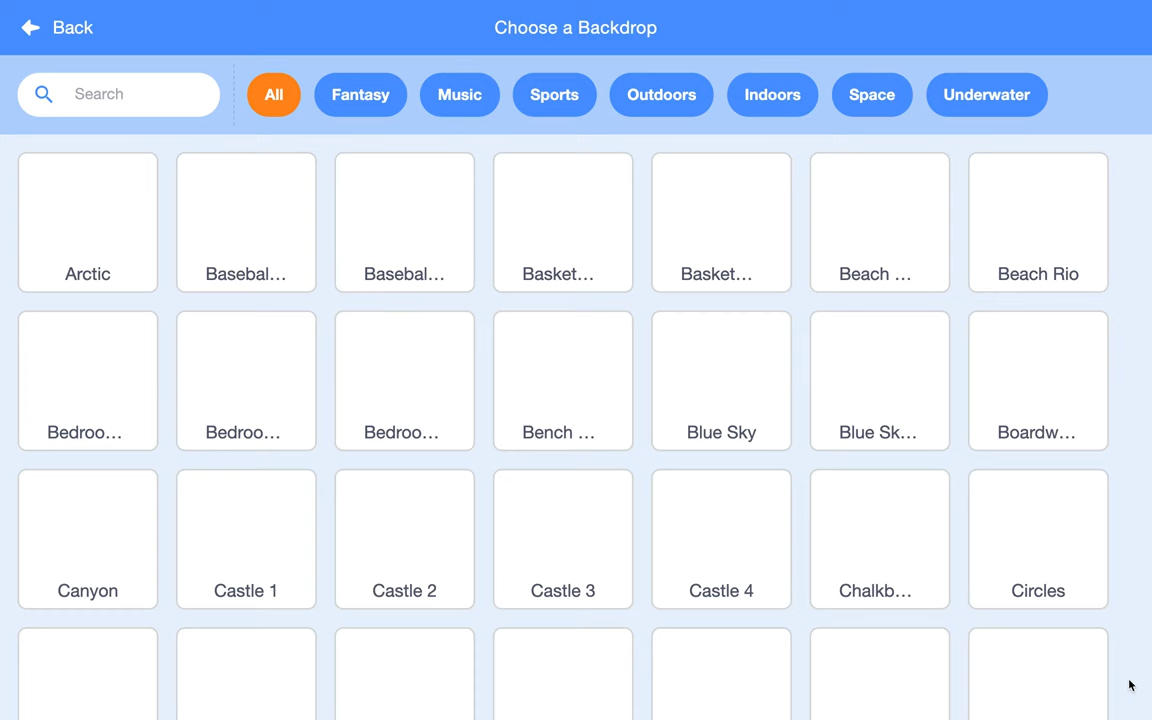 Back
Choose a Backdrop
Search
All
Fantasy
Music
Sports
Outdoors
Indoors
Space
Underwater
Arctic
Basebal...
Basebal...
Basket...
Basket...
Beach ...
Beach Rio
Bedroo...
Bedroo...
Bedroo...
Bench ...
Blue Sky
Blue Sk...
Boardw...
Canyon
Castle 1
Castle 2
Castle 3
Castle 4
Chalkb...
Circles